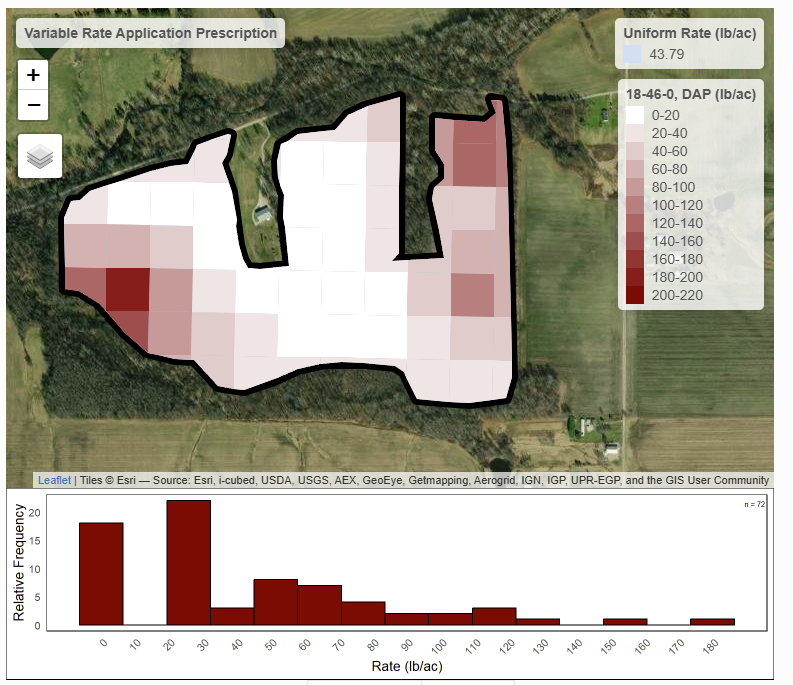 Variable Rate Application Prescription
+
−
Uniform Rate (lb/ac)
43.79
18-46-0, DAP (lb/ac)
0-20
20-40
40-60
60-80
80-100
100-120
120-140
140-160
160-180
180-200
200-220
Leaflet | Tiles © Esri — Source: Esri, i-cubed, USDA, USGS, AEX, GeoEye, Getmapping, Aerogrid, IGN, IGP, UPR-EGP, and the GIS User Community
n = 72
Relative Frequency
20
15
10
5
0
0 10 20 30 40 50 60 70 80 90 100 110 120 130 140 150 160 170 180
Rate (lb/ac)